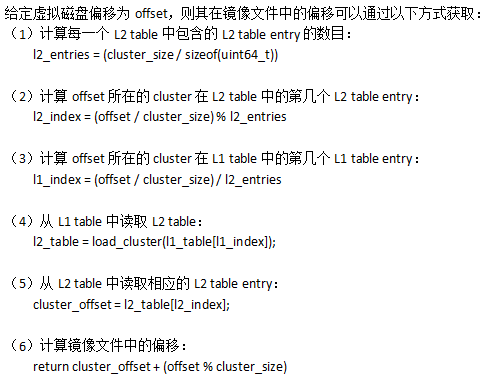 给定虚拟磁盘偏移为 offset，则其在镜像文件中的偏移可以通过以下方式获取：
（1）计算每一个 L2 table 中包含的 L2 table entry 的数目：
l2_entries = (cluster_size / sizeof(uint64_t))
（2）计算 offset 所在的 cluster 在 L2 table 中的第几个 L2 table entry：
l2_index = (offset / cluster_size) % l2_entries
（3）计算 offset 所在的 cluster 在 L1 table 中的第几个 L1 table entry：
l1_index = (offset / cluster_size) / l2_entries
（4）从 L1 table 中读取 L2 table：
l2_table = load_cluster(l1_table[l1_index]);
（5）从 L2 table 中读取相应的 L2 table entry：
cluster_offset = l2_table[l2_index];
（6）计算镜像文件中的偏移：
return cluster_offset + (offset % cluster_size)